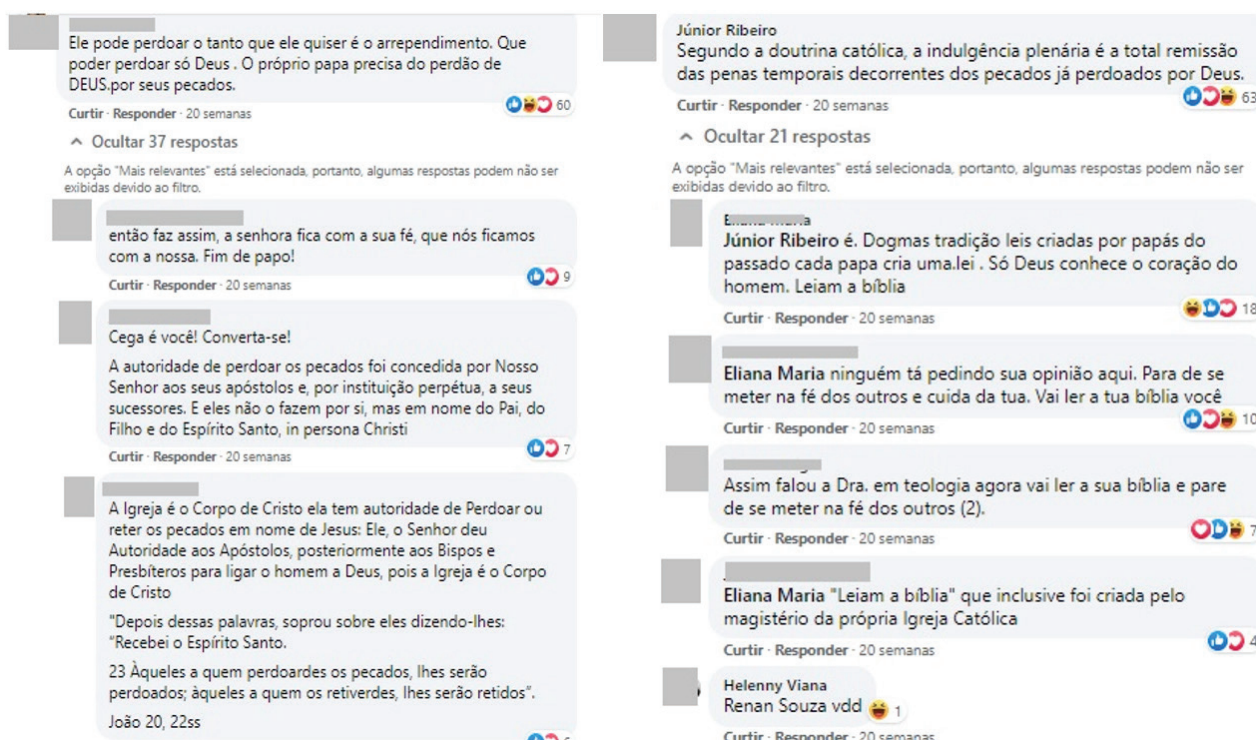 Ele pode perdoar o tanto que ele quiser é o arrependimento. Que
poder perdoar só Deus . O próprio papa precisa do perdão de
DEUS.por seus pecados.
60
Curtir · Responder · 20 semanas
Ocultar 37 respostas
A opção "Mais relevantes" está selecionada, portanto, algumas respostas podem não ser
exibidas devido ao filtro.
então faz assim, a senhora fica com a sua fé, que nós ficamos
com a nossa. Fim de papo!
9
Curtir · Responder · 20 semanas
Cega é você! Converta-se!
A autoridade de perdoar os pecados foi concedida por Nosso
Senhor aos seus apóstolos e, por instituição perpétua, a seus
sucessores. E eles não o fazem por si, mas em nome do Pai, do
Filho e do Espírito Santo, in persona Christi
7
Curtir · Responder · 20 semanas
A Igreja é o Corpo de Cristo ela tem autoridade de Perdoar ou
reter os pecados em nome de Jesus: Ele, o Senhor deu
Autoridade aos Apóstolos, posteriormente aos Bispos e
Presbíteros para ligar o homem a Deus, pois a Igreja é o Corpo
de Cristo
"Depois dessas palavras, soprou sobre eles dizendo-lhes:
"Recebei o Espírito Santo.
23 Àqueles a quem perdoardes os pecados, lhes serão
perdoados; àqueles a quem os retiverdes, lhes serão retidos".
João 20, 22ss
Júnior Ribeiro
Segundo a doutrina católica, a indulgência plenária é a total remissão
das penas temporais decorrentes dos pecados já perdoados por Deus.
63
Curtir · Responder · 20 semanas
Ocultar 21 respostas
A opção "Mais relevantes" está selecionada, portanto, algumas respostas podem não ser
exibidas devido ao filtro.
Júnior Ribeiro é. Dogmas tradição leis criadas por papás do
passado cada papa cria uma.lei . Só Deus conhece o coração do
homem. Leiam a bíblia
18
Curtir · Responder · 20 semanas
Eliana Maria ninguém tá pedindo sua opinião aqui. Para de se
meter na fé dos outros e cuida da tua. Vai ler a tua bíblia você
10
Curtir · Responder · 20 semanas
Assim falou a Dra. em teologia agora vai ler a sua bíblia e pare
de se meter na fé dos outros (2).
7
Curtir · Responder · 20 semanas
Eliana Maria "Leiam a bíblia" que inclusive foi criada pelo
magistério da própria Igreja Católica
4
Curtir · Responder · 20 semanas
Helenny Viana
Renan Souza vdd
1
Curtir · Responder · 20 semanas